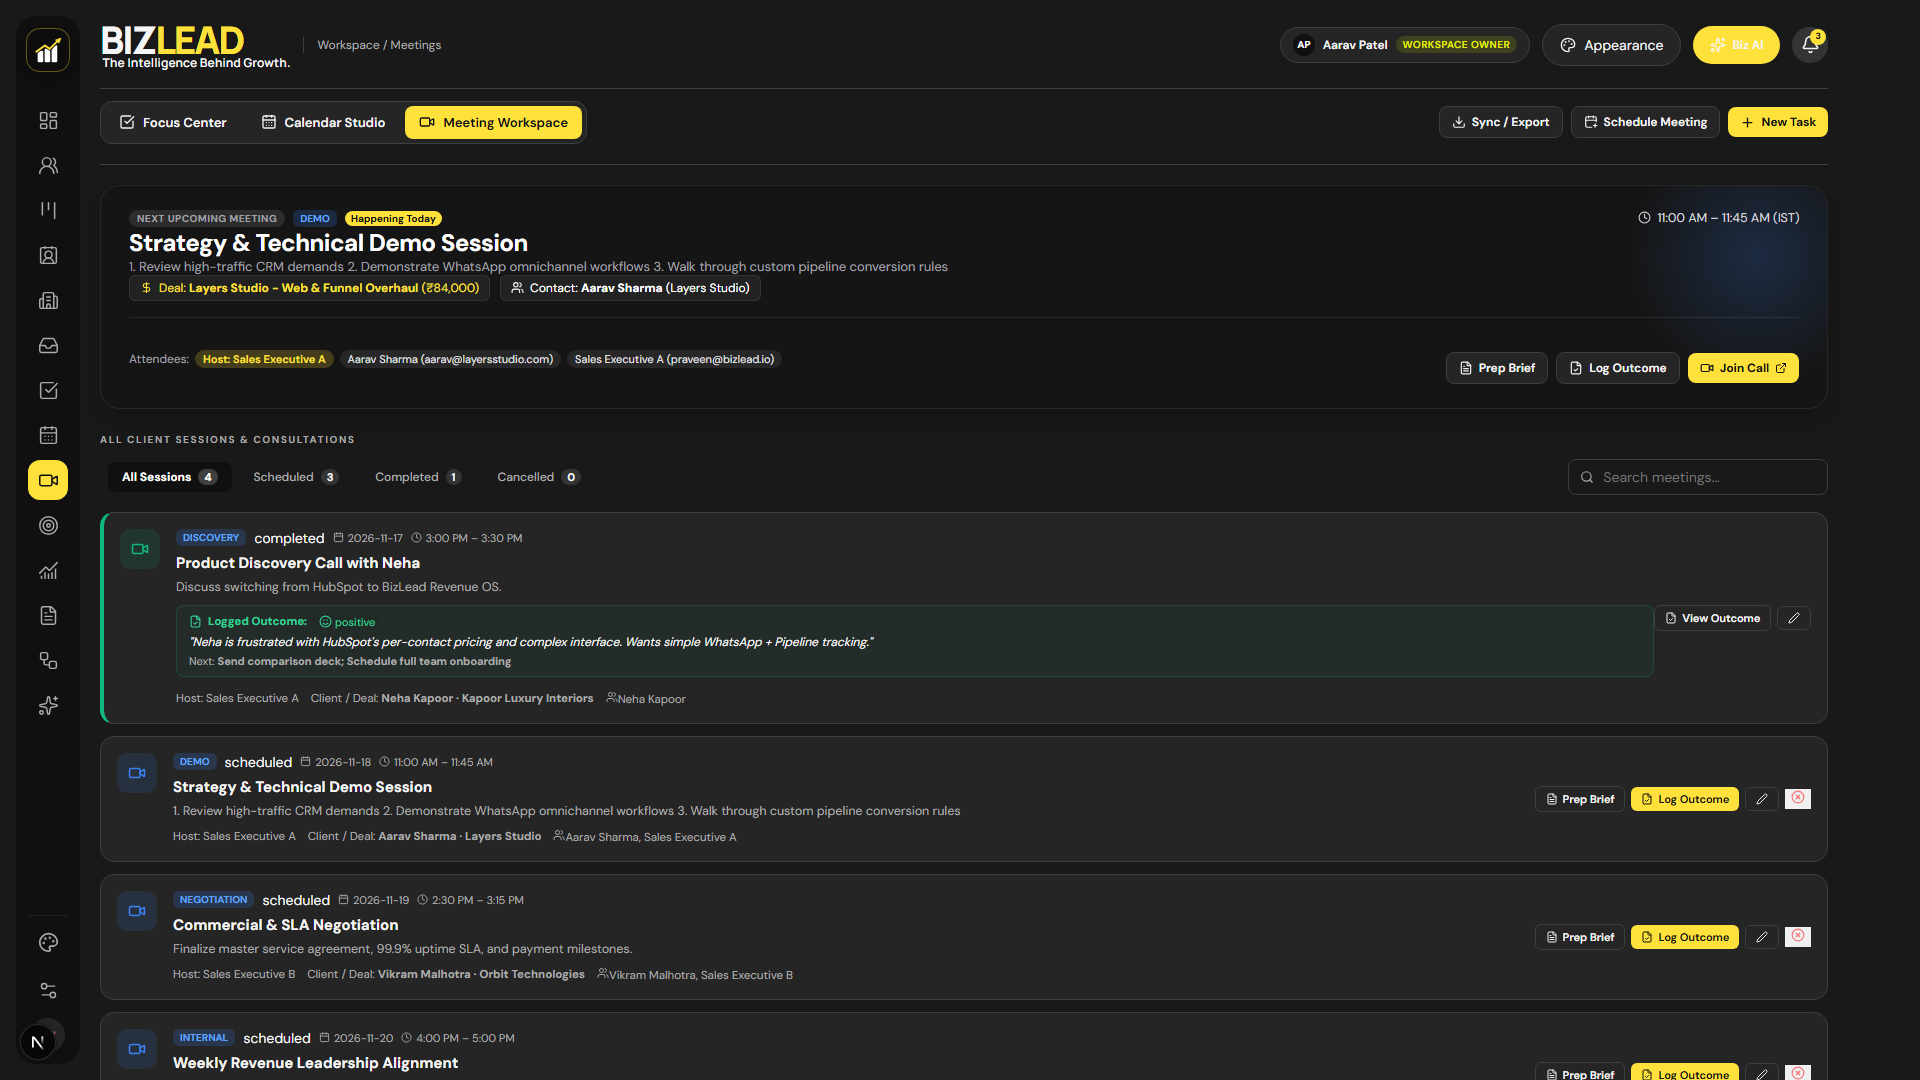 BIZLEAD
The Intelligence Behind Growth.
Workspace / Meetings
AP Aarav Patel WORKSPACE OWNER
Appearance
Biz AI
3
Focus Center
Calendar Studio
Meeting Workspace
Sync / Export
Schedule Meeting
New Task
NEXT UPCOMING MEETING DEMO Happening Today
11:00 AM – 11:45 AM (IST)
Strategy & Technical Demo Session
1. Review high-traffic CRM demands 2. Demonstrate WhatsApp omnichannel workflows 3. Walk through custom pipeline conversion rules
Deal: Layers Studio - Web & Funnel Overhaul (₹84,000)
Contact: Aarav Sharma (Layers Studio)
Attendees: Host: Sales Executive A Aarav Sharma (aarav@layersstudio.com) Sales Executive A (praveen@bizlead.io)
Prep Brief
Log Outcome
Join Call
ALL CLIENT SESSIONS & CONSULTATIONS
All Sessions 4
Scheduled 3
Completed 1
Cancelled 0
Search meetings...
DISCOVERY completed 2026-11-17 3:00 PM – 3:30 PM
Product Discovery Call with Neha
Discuss switching from HubSpot to BizLead Revenue OS.
Logged Outcome: positive
"Neha is frustrated with HubSpot's per-contact pricing and complex interface. Wants simple WhatsApp + Pipeline tracking."
Next: Send comparison deck; Schedule full team onboarding
View Outcome
Host: Sales Executive A Client / Deal: Neha Kapoor · Kapoor Luxury Interiors Neha Kapoor
DEMO scheduled 2026-11-18 11:00 AM – 11:45 AM
Strategy & Technical Demo Session
1. Review high-traffic CRM demands 2. Demonstrate WhatsApp omnichannel workflows 3. Walk through custom pipeline conversion rules
Host: Sales Executive A Client / Deal: Aarav Sharma · Layers Studio Aarav Sharma, Sales Executive A
Prep Brief
Log Outcome
NEGOTIATION scheduled 2026-11-19 2:30 PM – 3:15 PM
Commercial & SLA Negotiation
Finalize master service agreement, 99.9% uptime SLA, and payment milestones.
Host: Sales Executive B Client / Deal: Vikram Malhotra · Orbit Technologies Vikram Malhotra, Sales Executive B
Prep Brief
Log Outcome
INTERNAL scheduled 2026-11-20 4:00 PM – 5:00 PM
Weekly Revenue Leadership Alignment
Prep Brief
Log Outcome
N